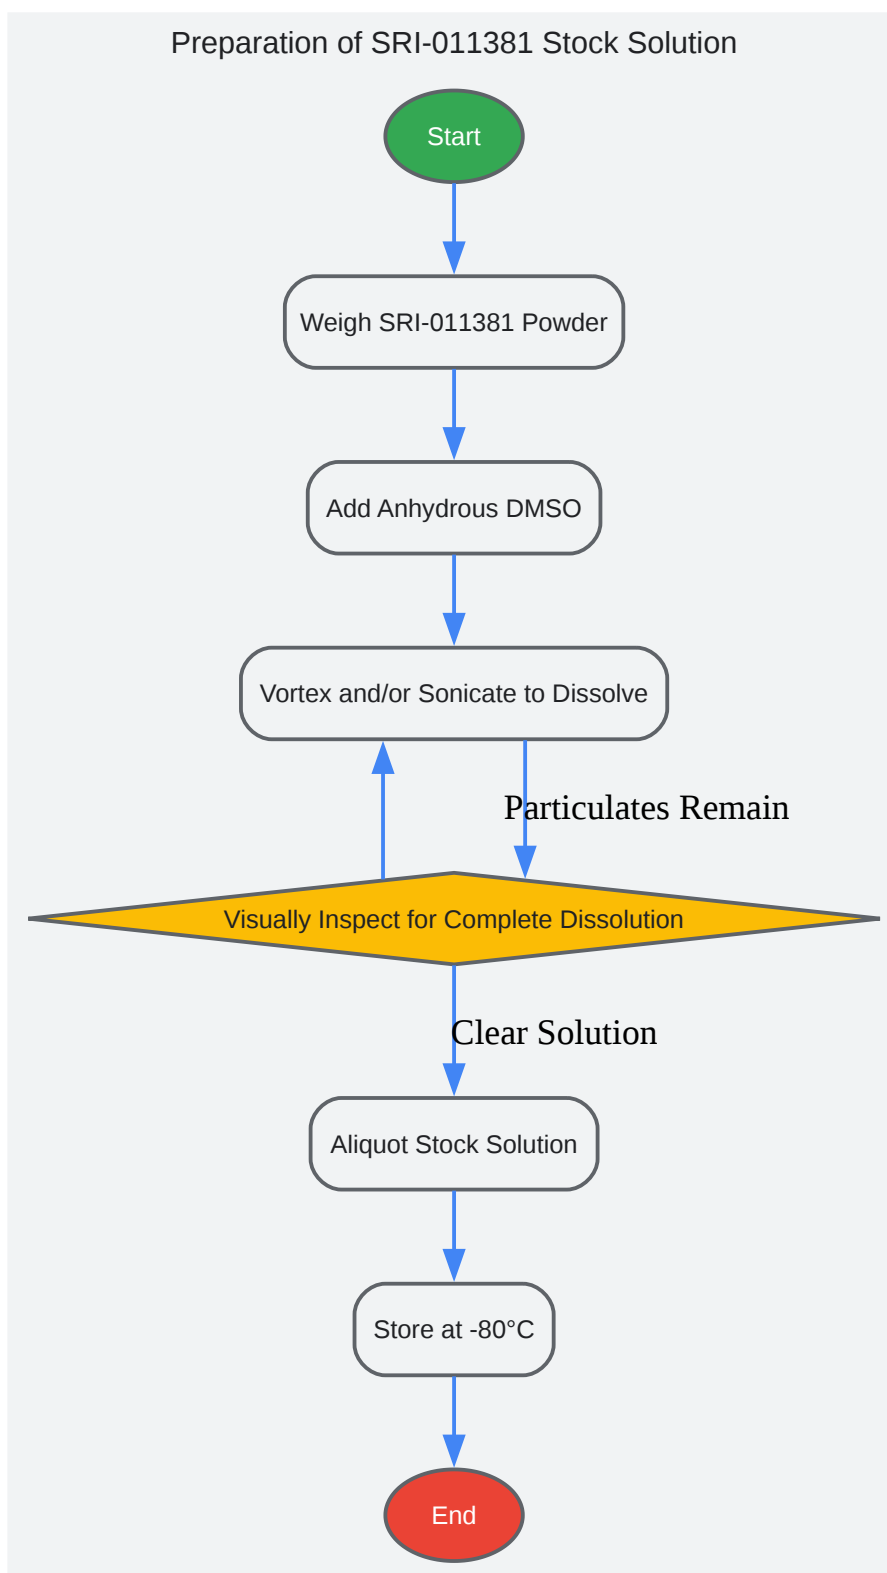 Preparation of SRI-011381 Stock Solution
Start
Weigh SRI-011381 Powder
Add Anhydrous DMSO
Vortex and/or Sonicate to Dissolve
Particulates Remain
Visually Inspect for Complete Dissolution
Clear Solution
Aliquot Stock Solution
Store at -80°C
End